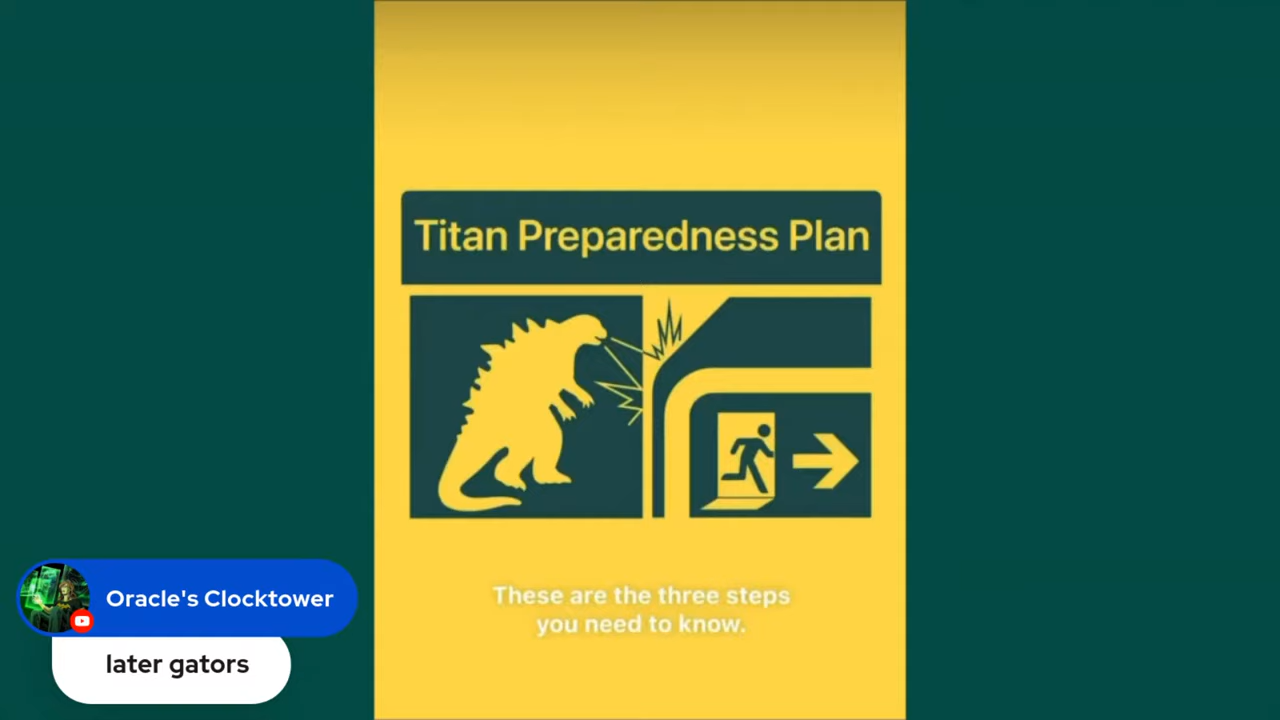 Titan Preparedness Plan
These are the three steps
you need to know.
Oracle's Clocktower
later gators